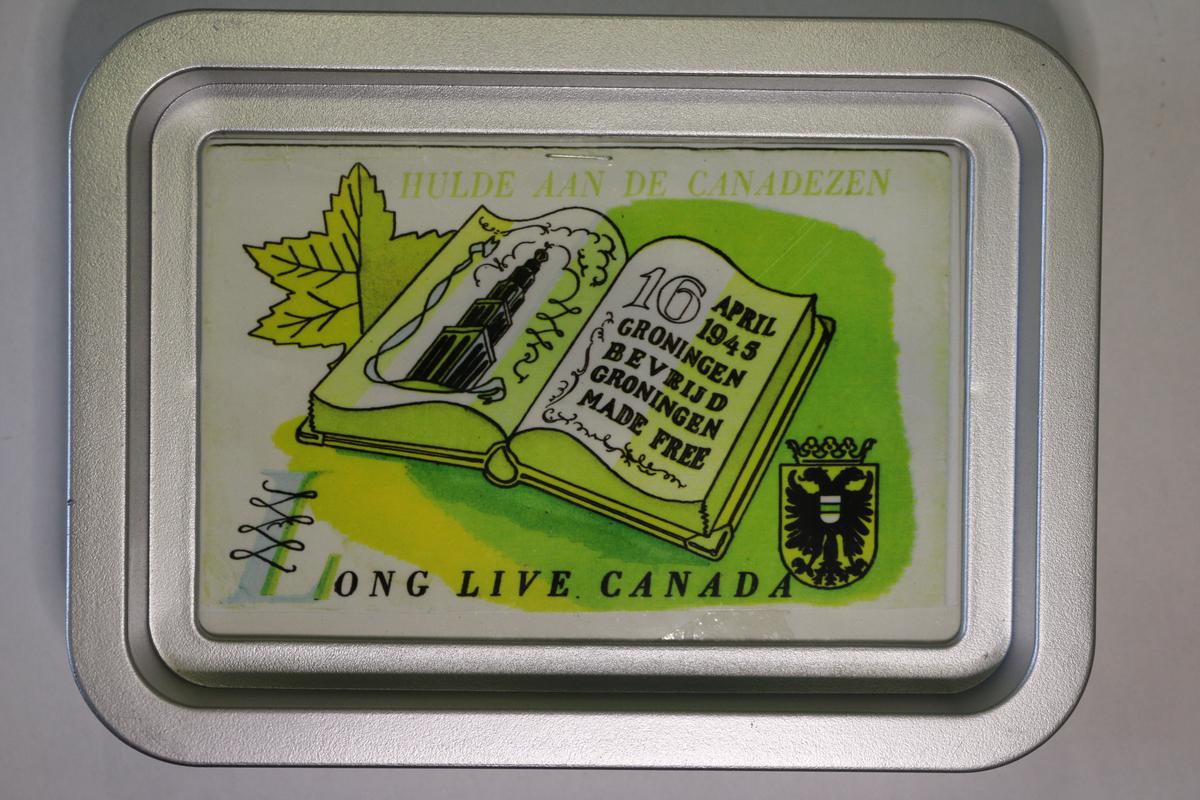 HULDE AAN DE CANADEZEN
16 APRIL
1945
GRONINGEN
BEVRIJD
GRONINGEN
MADE FREE
LONG LIVE CANADA